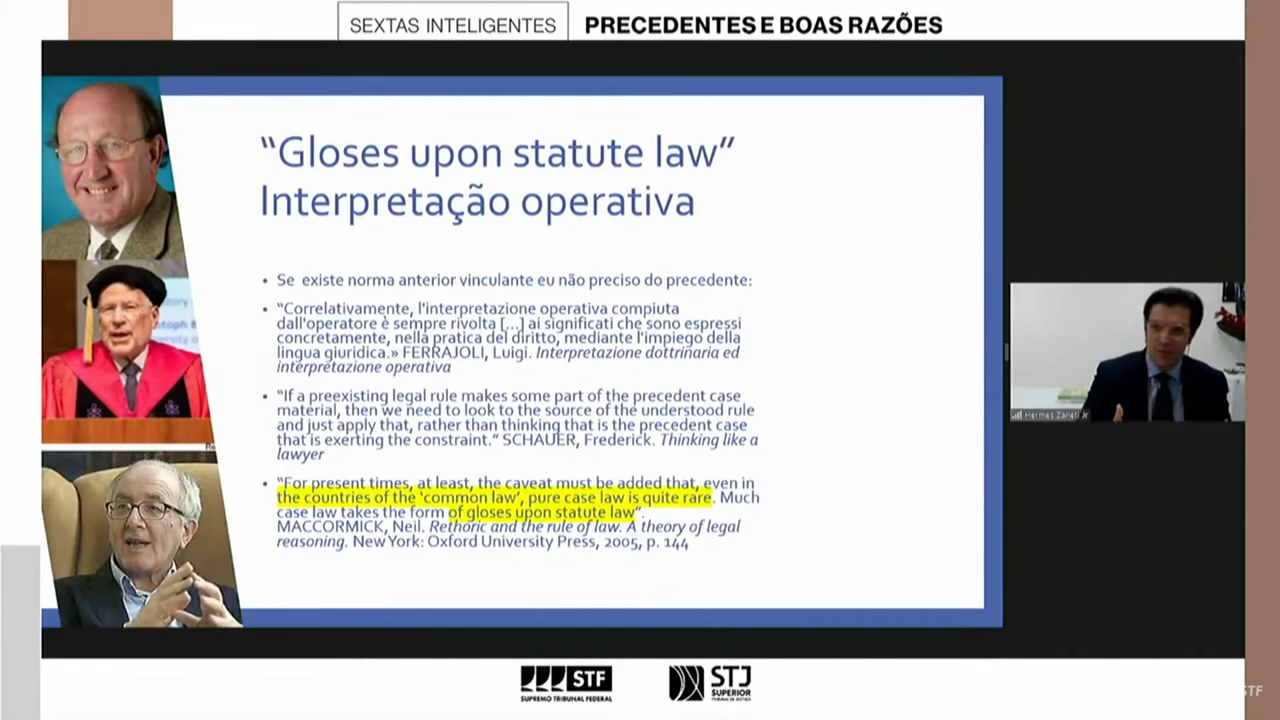 SEXTAS INTELIGENTES PRECEDENTES E BOAS RAZÕES
“Gloses upon statute law”
Interpretação operativa
• Se existe norma anterior vinculante eu não preciso do precedente:
• “Correlativamente, l'interpretazione operativa compiuta
dall'operatore è sempre rivolta [...] ai significati che sono espressi
concretamente, nella pratica del diritto, mediante l'impiego della
lingua giuridica.» FERRAJOLI, Luigi. Interpretazione dottrinaria ed
interpretazione operativa
• “If a preexisting legal rule makes some part of the precedent case
material, then we need to look to the source of the understood rule
and just apply that, rather than thinking that is the precedent case
that is exerting the constraint.” SCHAUER, Frederick. Thinking like a
lawyer
• “For present times, at least, the caveat must be added that, even in
the countries of the ‘common law’, pure case law is quite rare. Much
case law takes the form of gloses upon statute law”.
MACCORMICK, Neil. Rethoric and the rule of law. A theory of legal
reasoning. New York: Oxford University Press, 2005, p. 144
Hermes Zaneti Jr
STF
SUPREMO TRIBUNAL FEDERAL
STJ
SUPERIOR
TRIBUNAL DE JUSTIÇA
STF